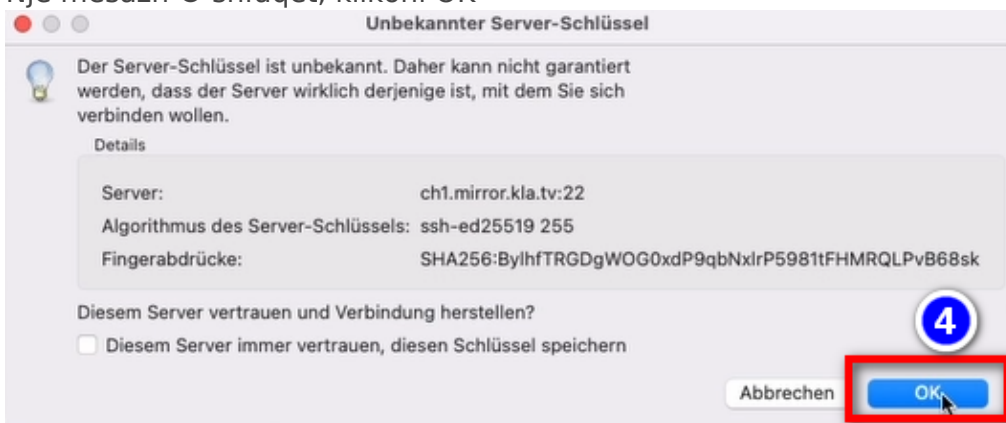 Unbekannter Server-Schlüssel
Der Server-Schlüssel ist unbekannt. Daher kann nicht garantiert
werden, dass der Server wirklich derjenige ist, mit dem Sie sich
verbinden wollen.
Details
Server: ch1.mirror.kla.tv:22
Algorithmus des Server-Schlüssels: ssh-ed25519 255
Fingerabdrücke: SHA256:BylhfTRGDgWOG0xdP9qbNxlrP5981tFHMRQLPvB68sk
Diesem Server vertrauen und Verbindung herstellen?
4
Diesem Server immer vertrauen, diesen Schlüssel speichern
Abbrechen OK